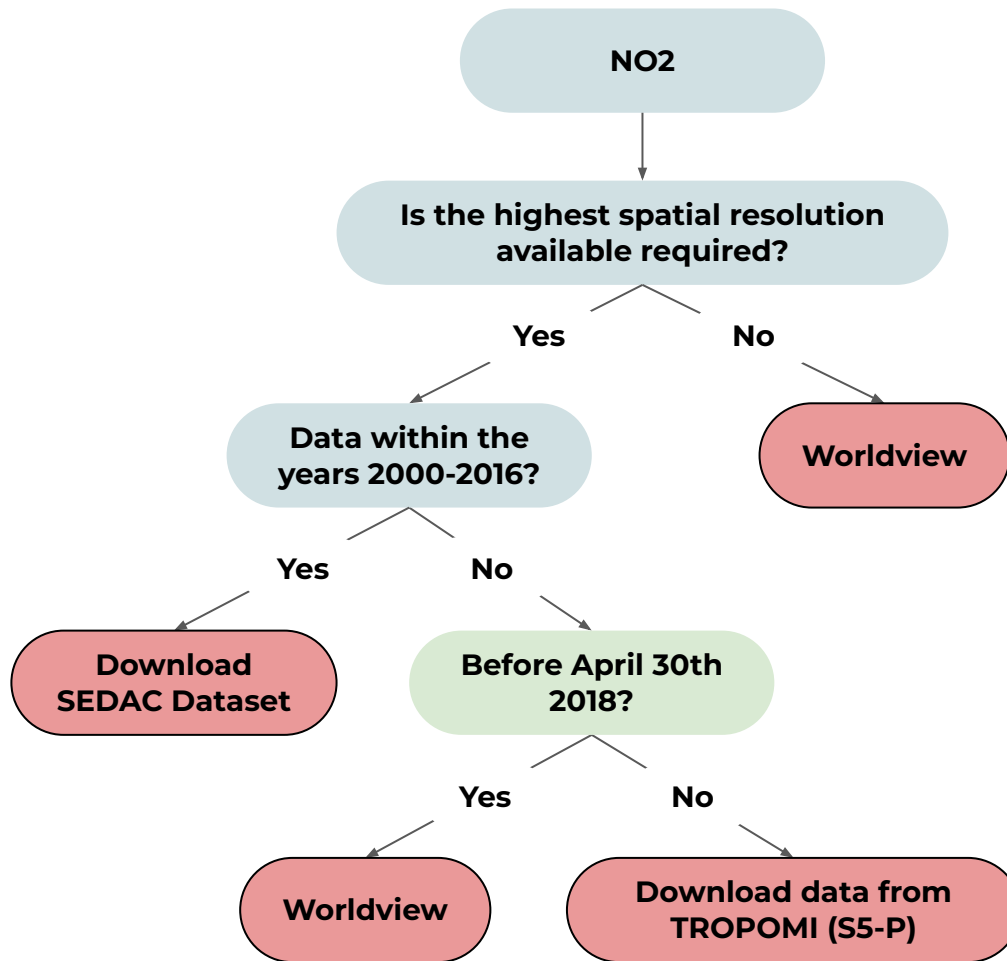 NO2
Is the highest spatial resolution
available required?
Yes
No
Data within the
years 2000-2016?
Worldview
Yes
No
Download
SEDAC Dataset
Before April 30th
2018?
Yes
No
Worldview
Download data from
TROPOMI (S5-P)